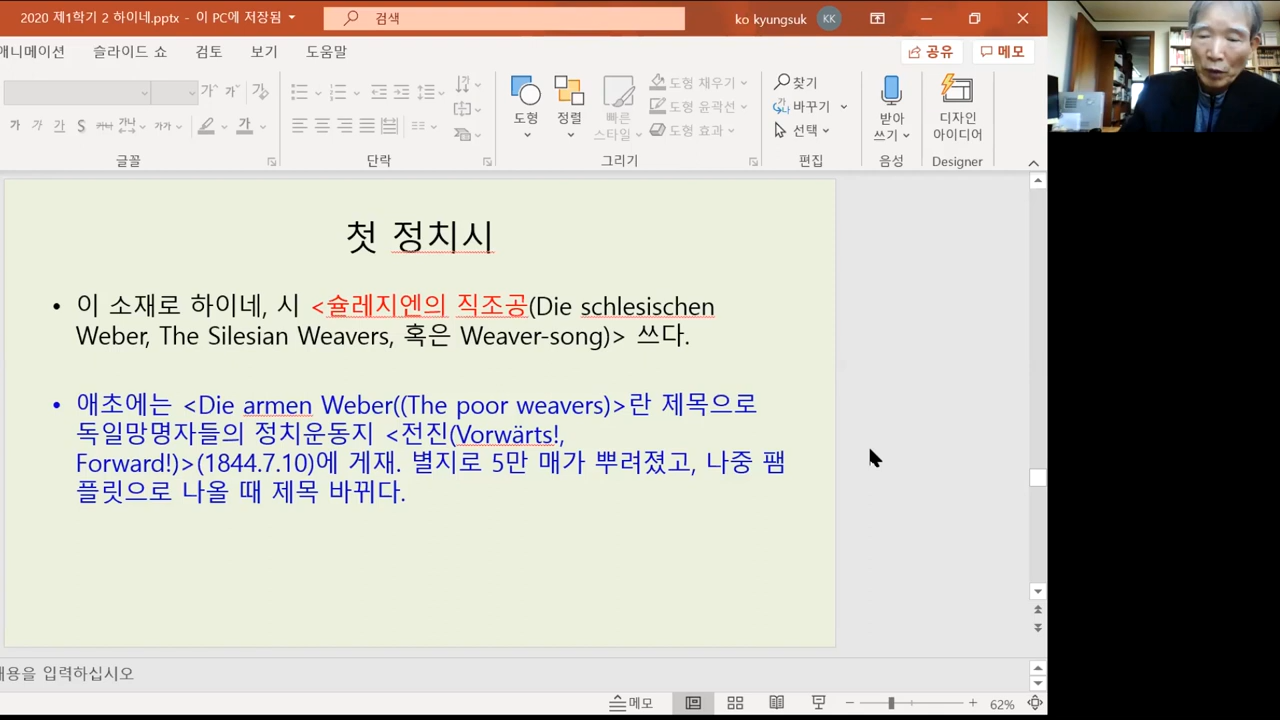 2020 제1학기 2 하이네.pptx - 이 PC에 저장됨
검색
ko kyungsuk
KK
애니메이션 슬라이드 쇼 검토 보기 도움말
공유
메모
도형
정렬
빠른
스타일
도형 채우기
도형 윤곽선
도형 효과
찾기
바꾸기
선택
받아
쓰기
디자인
아이디어
글꼴
단락
그리기
편집
음성
Designer
첫 정치시
• 이 소재로 하이네, 시 <슐레지엔의 직조공(Die schlesischen
Weber, The Silesian Weavers, 혹은 Weaver-song)> 쓰다.
• 애초에는 <Die armen Weber((The poor weavers)>란 제목으로
독일망명자들의 정치운동지 <전진(Vorwärts!,
Forward!)>(1844.7.10)에 게재. 별지로 5만 매가 뿌려졌고, 나중 팸
플릿으로 나올 때 제목 바뀌다.
내용을 입력하십시오
메모
62%